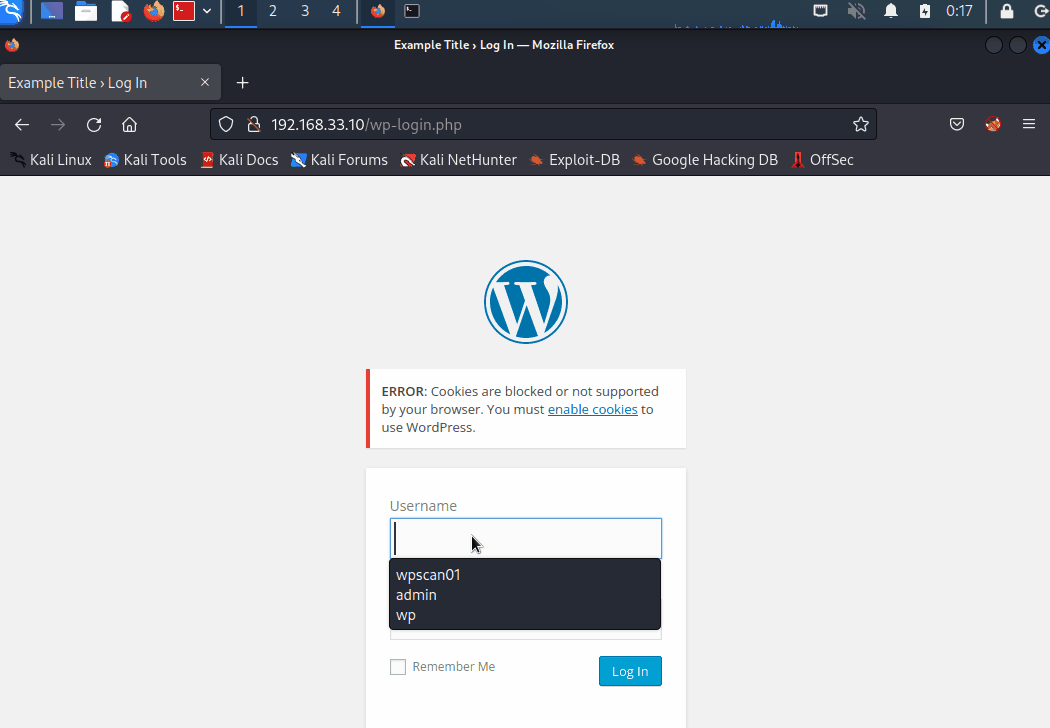 1 2 3 4 0:17
Example Title › Log In — Mozilla Firefox
Example Title › Log In
192.168.33.10/wp-login.php
Kali Linux Kali Tools Kali Docs Kali Forums Kali NetHunter Exploit-DB Google Hacking DB OffSec
ERROR: Cookies are blocked or not supported
by your browser. You must enable cookies to
use WordPress.
Username
wpscan01
admin
wp
Remember Me
Log In